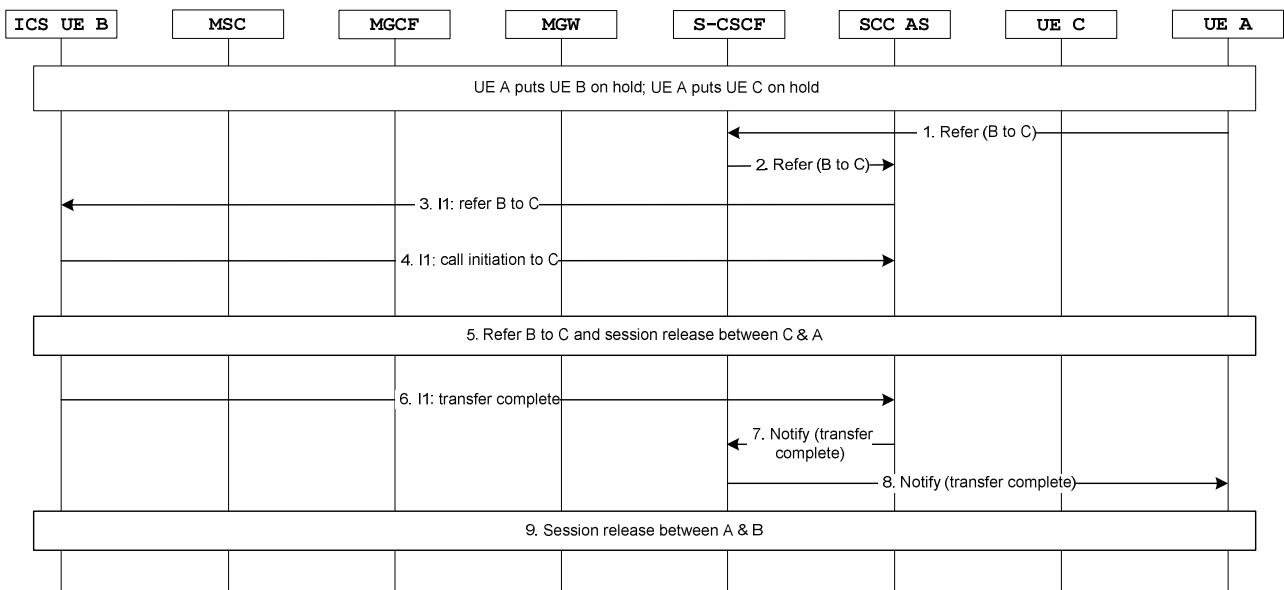 ICS UE B
MSC
MGCF
MGW
S-CSCF
SCC AS
UE C
UE A
UE A puts UE B on hold; UE A puts UE C on hold
1. Refer (B to C)
2. Refer (B to C)
3. I1: refer B to C
4. I1: call initiation to C
5. Refer B to C and session release between C & A
6. I1: transfer complete
7. Notify (transfer
complete)
8. Notify (transfer complete)
9. Session release between A & B